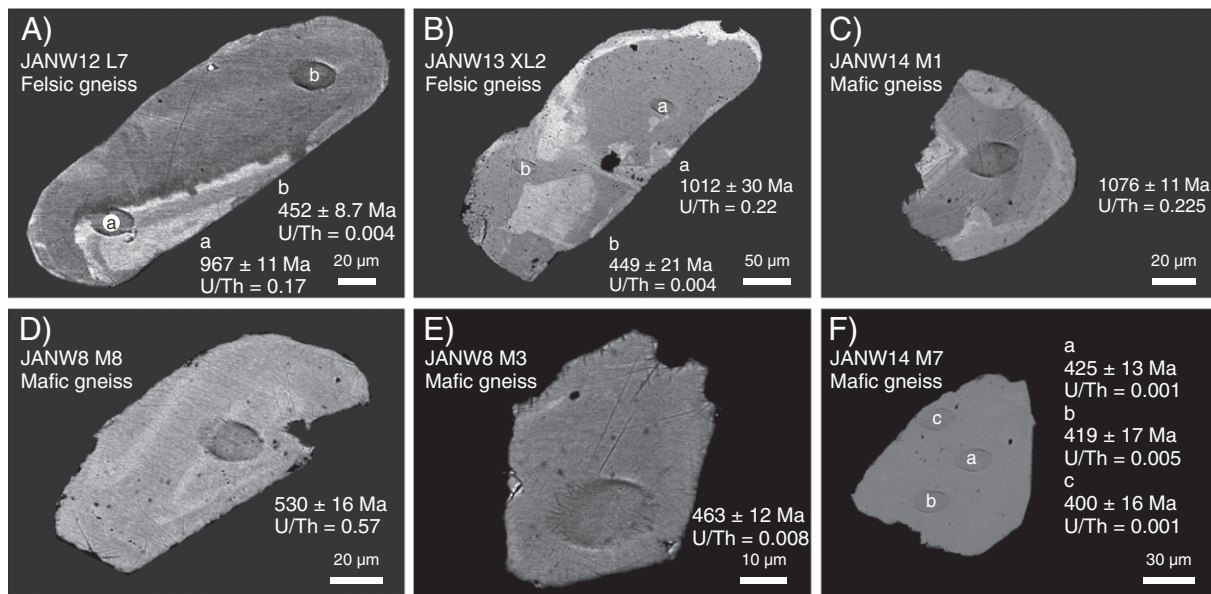 A)
JANW12 L7
Felsic gneiss
b
a
b
452 ± 8.7 Ma
U/Th = 0.004
a
967 ± 11 Ma
U/Th = 0.17
20 µm
B)
JANW13 XL2
Felsic gneiss
a
b
a
1012 ± 30 Ma
U/Th = 0.22
b
449 ± 21 Ma
U/Th = 0.004
50 µm
C)
JANW14 M1
Mafic gneiss
1076 ± 11 Ma
U/Th = 0.225
20 µm
D)
JANW8 M8
Mafic gneiss
530 ± 16 Ma
U/Th = 0.57
20 µm
E)
JANW8 M3
Mafic gneiss
463 ± 12 Ma
U/Th = 0.008
10 µm
F)
JANW14 M7
Mafic gneiss
c
a
b
a
425 ± 13 Ma
U/Th = 0.001
b
419 ± 17 Ma
U/Th = 0.005
c
400 ± 16 Ma
U/Th = 0.001
30 µm